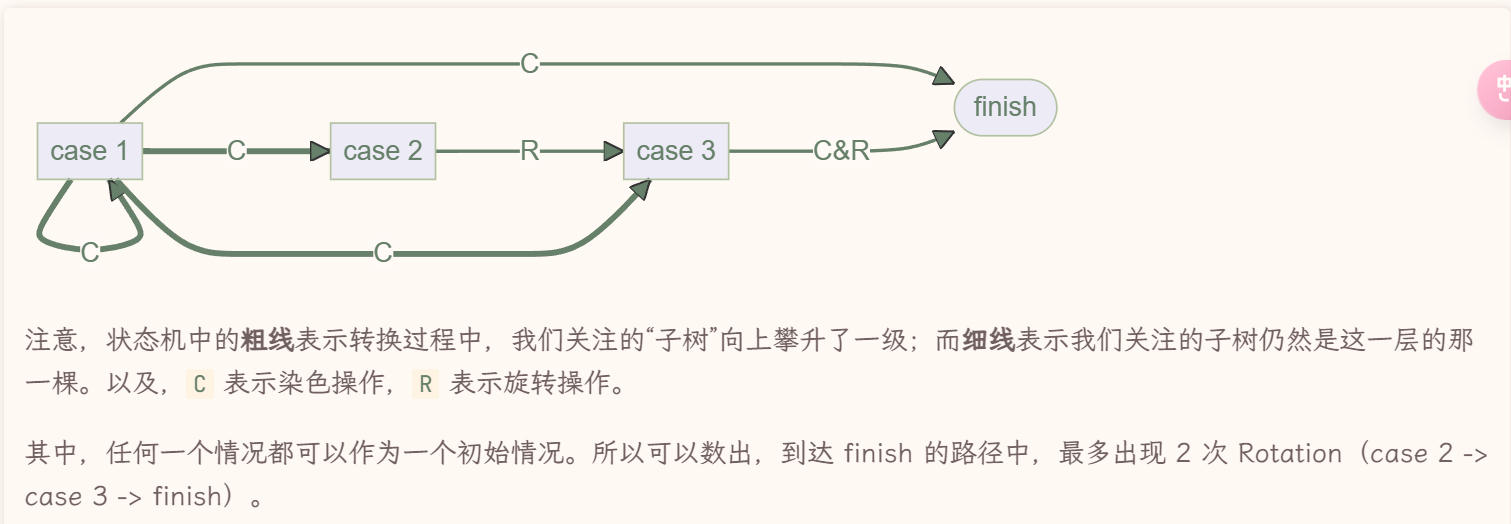 C
finish
case 1
C
case 2
R
case 3
C&R
C
C
注意，状态机中的粗线表示转换过程中，我们关注的“子树”向上攀升了一级；而细线表示我们关注的子树仍然是这一层的那
一棵。以及， C 表示染色操作， R 表示旋转操作。
其中，任何一个情况都可以作为一个初始情况。所以可以数出，到达 finish 的路径中，最多出现 2 次 Rotation（case 2 ->
case 3 -> finish）。